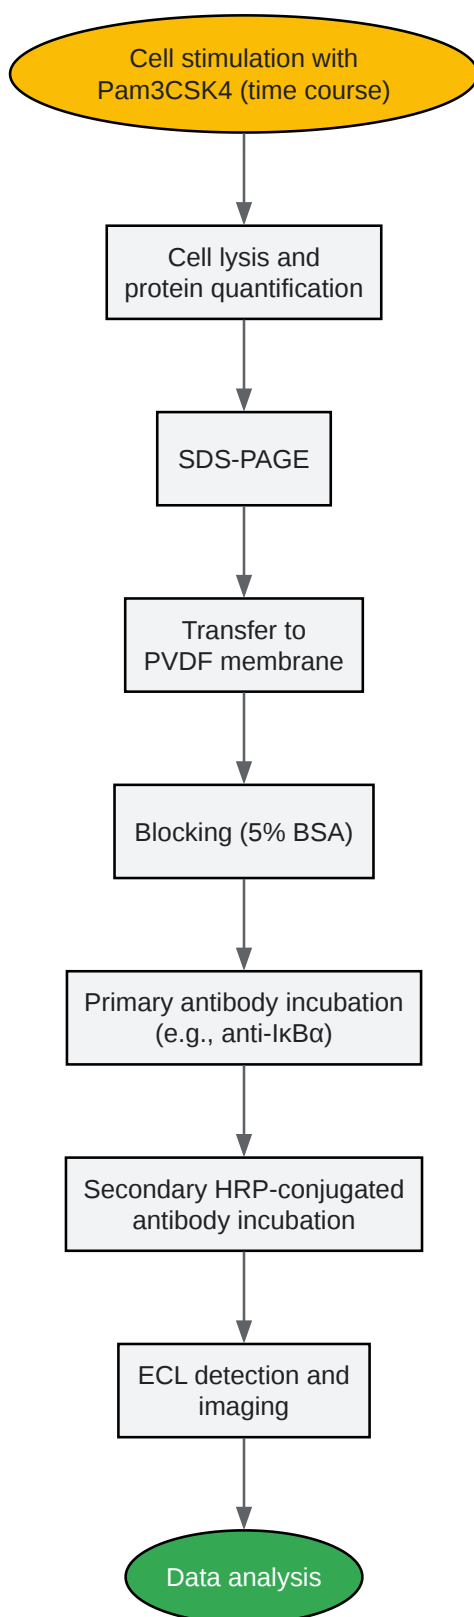 Cell stimulation with
Pam3CSK4 (time course)
Cell lysis and
protein quantification
SDS-PAGE
Transfer to
PVDF membrane
Blocking (5% BSA)
Primary antibody incubation
(e.g., anti-IκBα)
Secondary HRP-conjugated
antibody incubation
ECL detection and
imaging
Data analysis